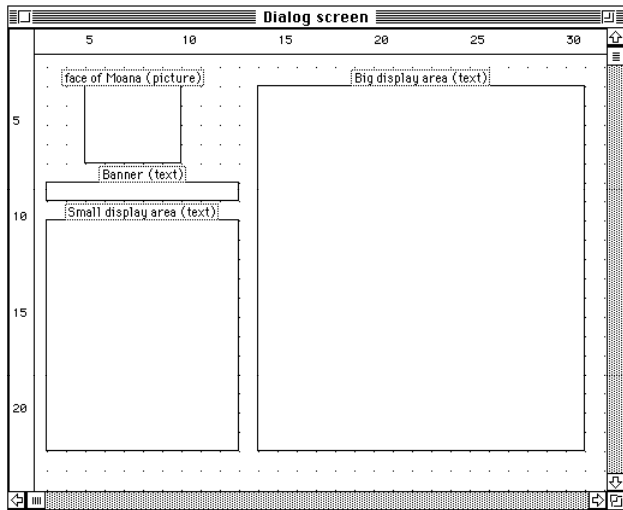 Dialog screen
5 10 15 20 25 30
face of Moana (picture)
Big display area (text)
5
Banner (text)
10
Small display area (text)
15
20